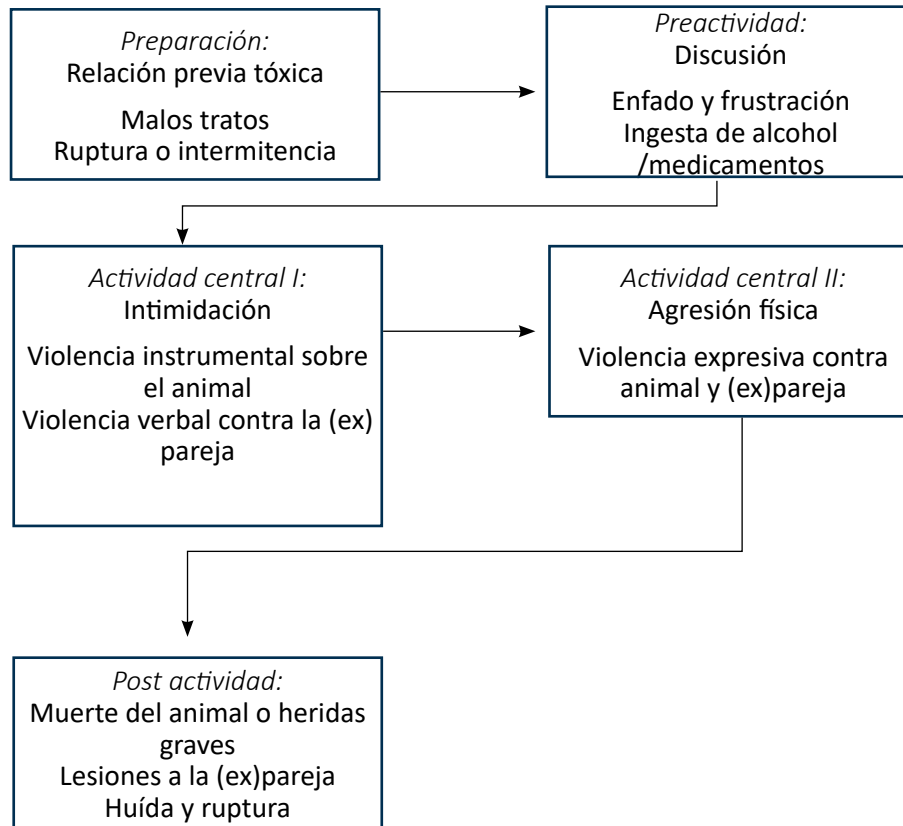 Preparación:
Relación previa tóxica
Malos tratos
Ruptura o intermitencia
Preactividad:
Discusión
Enfado y frustración
Ingesta de alcohol
/medicamentos
Actividad central I:
Intimidación
Violencia instrumental sobre
el animal
Violencia verbal contra la (ex)
pareja
Actividad central II:
Agresión física
Violencia expresiva contra
animal y (ex)pareja
Post actividad:
Muerte del animal o heridas
graves
Lesiones a la (ex)pareja
Huída y ruptura